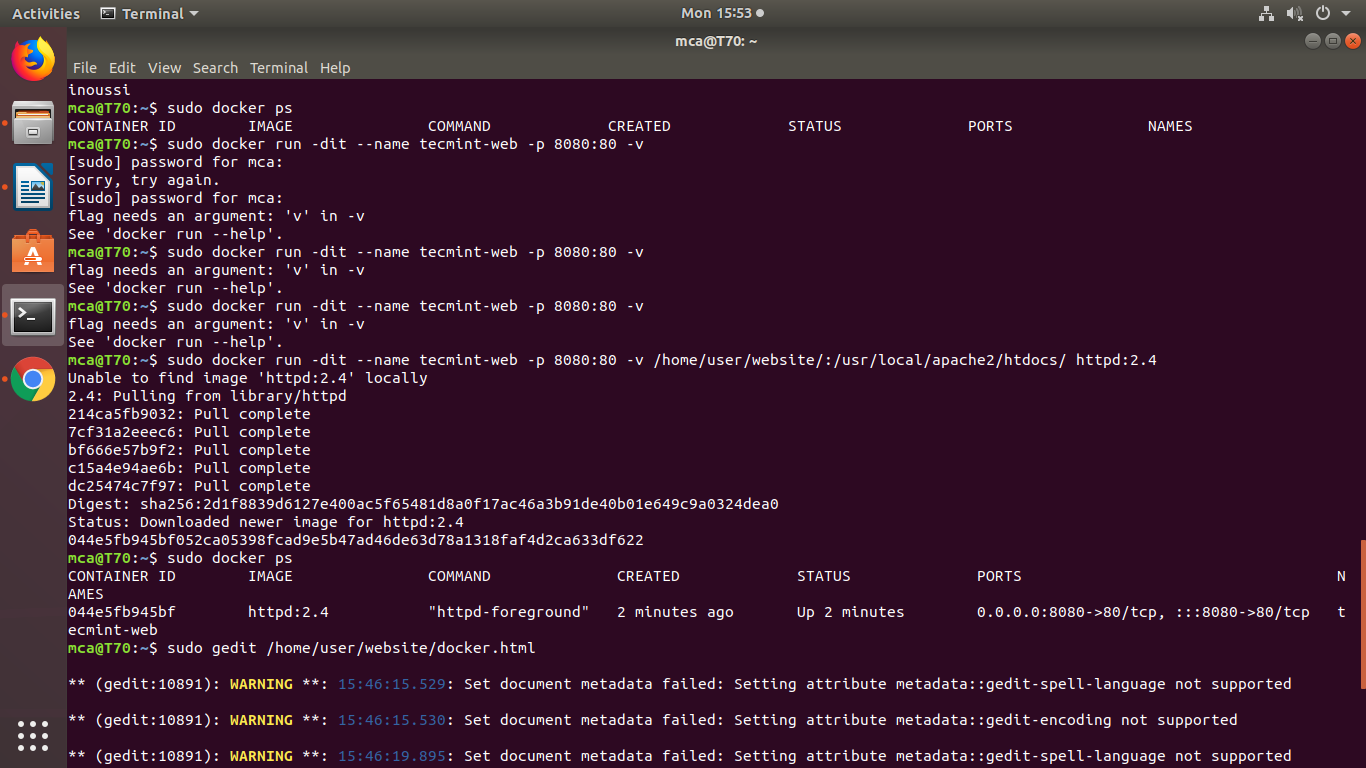 Activities Terminal Mon 15:53
mca@T70: ~
File Edit View Search Terminal Help
inoussi
mca@T70:~$ sudo docker ps
CONTAINER ID IMAGE COMMAND CREATED STATUS PORTS NAMES
mca@T70:~$ sudo docker run -dit --name tecmint-web -p 8080:80 -v
[sudo] password for mca:
Sorry, try again.
[sudo] password for mca:
flag needs an argument: 'v' in -v
See 'docker run --help'.
mca@T70:~$ sudo docker run -dit --name tecmint-web -p 8080:80 -v
flag needs an argument: 'v' in -v
See 'docker run --help'.
mca@T70:~$ sudo docker run -dit --name tecmint-web -p 8080:80 -v
flag needs an argument: 'v' in -v
See 'docker run --help'.
mca@T70:~$ sudo docker run -dit --name tecmint-web -p 8080:80 -v /home/user/website/:/usr/local/apache2/htdocs/ httpd:2.4
Unable to find image 'httpd:2.4' locally
2.4: Pulling from library/httpd
214ca5fb9032: Pull complete
7cf31a2eeec6: Pull complete
bf666e57b9f2: Pull complete
c15a4e94ae6b: Pull complete
dc25474c7f97: Pull complete
Digest: sha256:2d1f8839d6127e400ac5f65481d8a0f17ac46a3b91de40b01e649c9a0324dea0
Status: Downloaded newer image for httpd:2.4
044e5fb945bf052ca05398fcad9e5b47ad46de63d78a1318faf4d2ca633df622
mca@T70:~$ sudo docker ps
CONTAINER ID IMAGE COMMAND CREATED STATUS PORTS N
AMES
044e5fb945bf httpd:2.4 "httpd-foreground" 2 minutes ago Up 2 minutes 0.0.0.0:8080->80/tcp, :::8080->80/tcp t
ecmint-web
mca@T70:~$ sudo gedit /home/user/website/docker.html
** (gedit:10891): WARNING **: 15:46:15.529: Set document metadata failed: Setting attribute metadata::gedit-spell-language not supported
** (gedit:10891): WARNING **: 15:46:15.530: Set document metadata failed: Setting attribute metadata::gedit-encoding not supported
** (gedit:10891): WARNING **: 15:46:19.895: Set document metadata failed: Setting attribute metadata::gedit-spell-language not supported